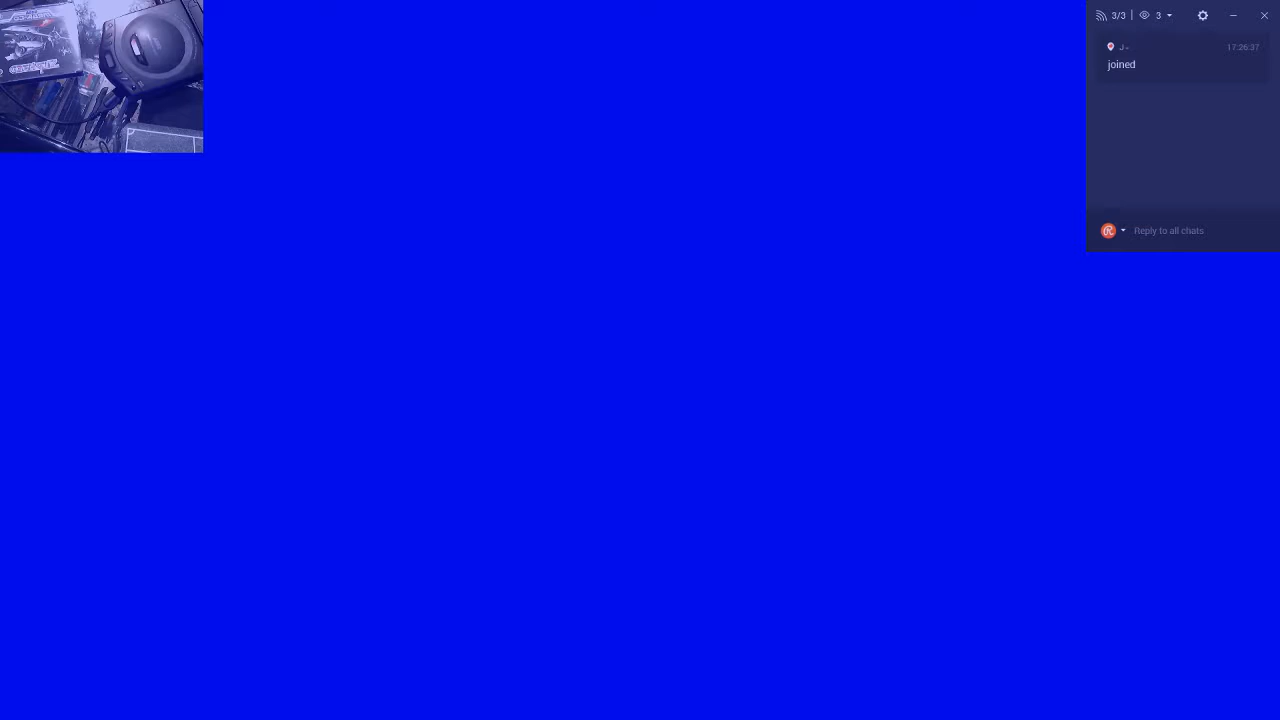 3/3 | 3
J- 17:26:37
joined
Reply to all chats